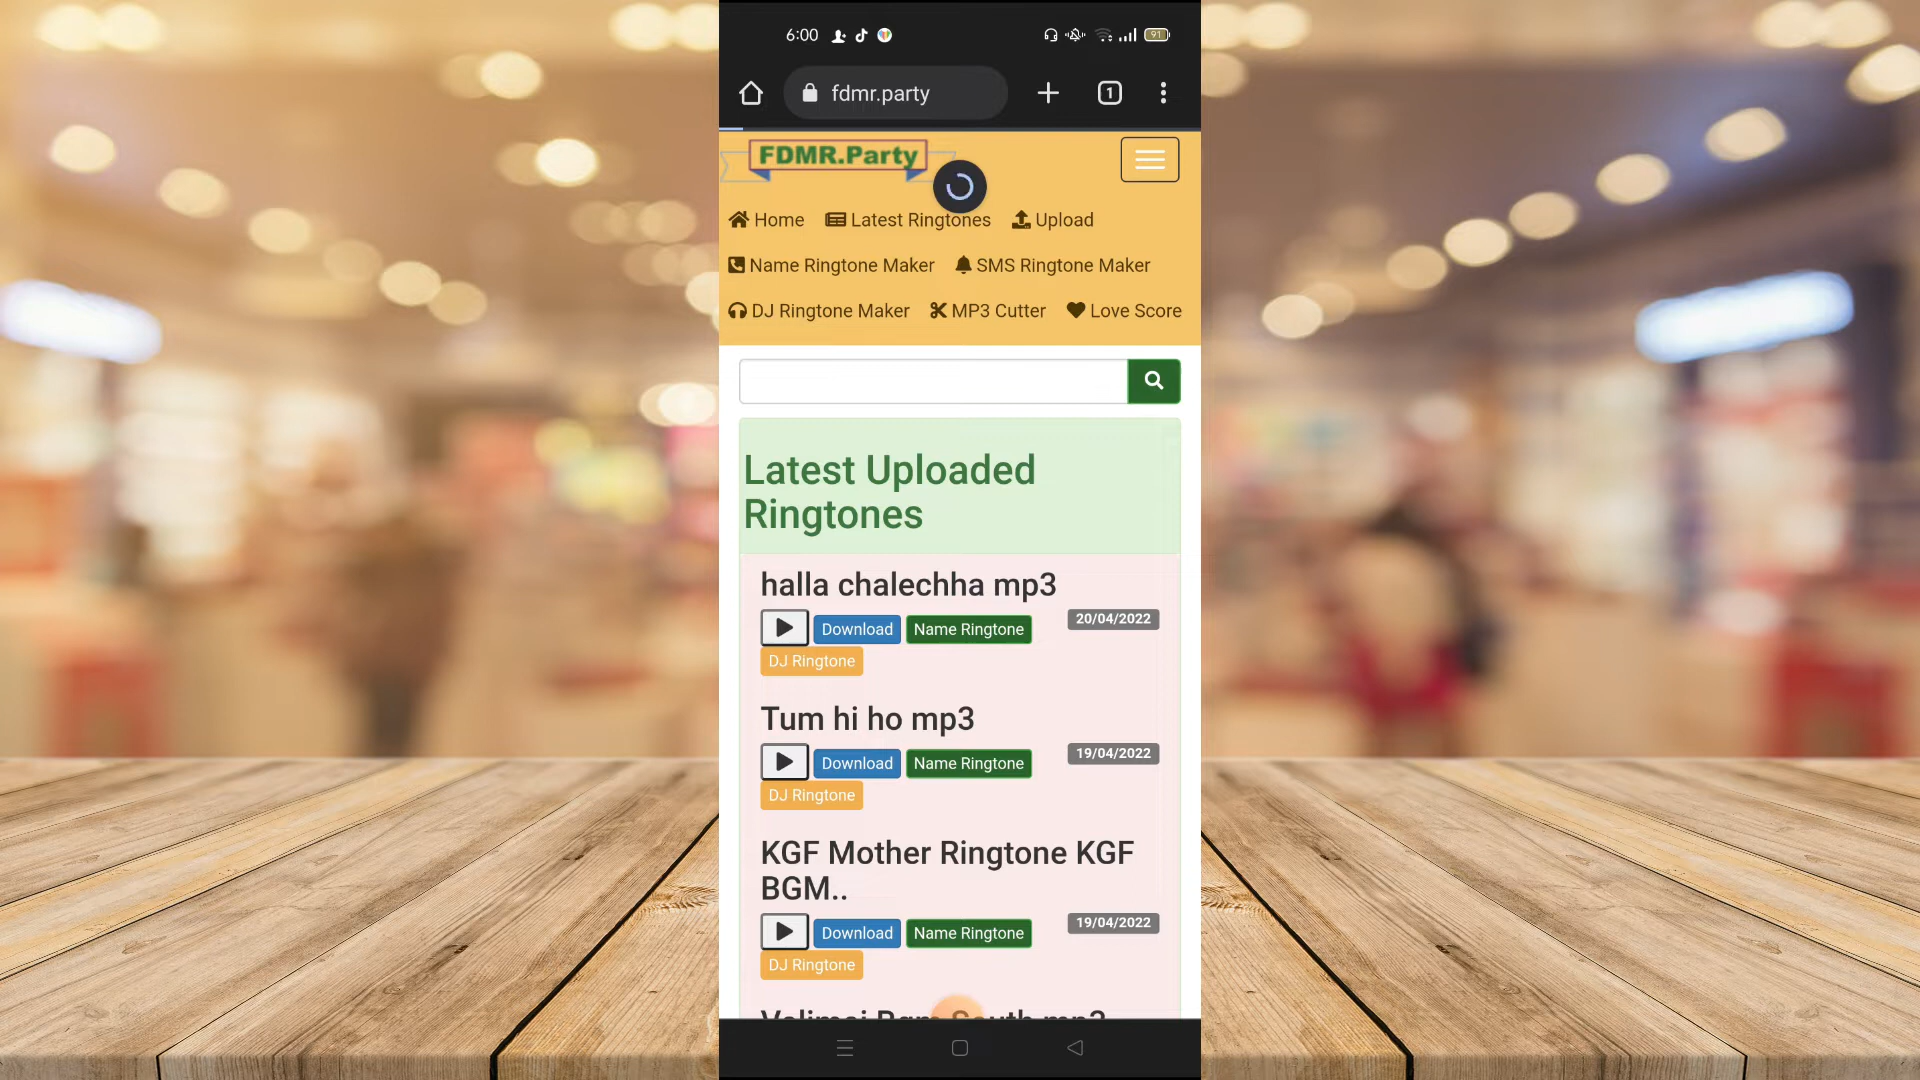 6:00
91
fdmr.party
1
FDMR.Party
Home Latest Ringtones Upload
Name Ringtone Maker SMS Ringtone Maker
DJ Ringtone Maker MP3 Cutter Love Score
Latest Uploaded
Ringtones
halla chalechha mp3
Download Name Ringtone 20/04/2022
DJ Ringtone
Tum hi ho mp3
Download Name Ringtone 19/04/2022
DJ Ringtone
KGF Mother Ringtone KGF
BGM..
Download Name Ringtone 19/04/2022
DJ Ringtone